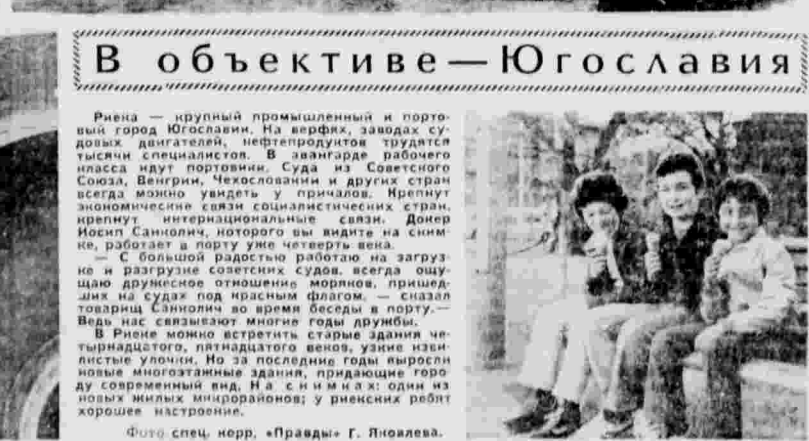 В объективе — Югославия
Риека — крупный промышленный и порто-
вый город Югославии. На верфях, заводах су-
довых двигателей, нефтепродуктов трудятся
тысячи специалистов. В авангарде рабочего
класса идут портовики. Суда из Советского
Союза, Венгрии, Чехословакии и других стран
всегда можно увидеть у причалов. Крепнут
экономические связи социалистических стран,
крепнут интернациональные связи. Докер
Иосип Санколич, которого вы видите на сним-
ке, работает в порту уже четверть века.
— С большой радостью работаю на загруз-
ке и разгрузке советских судов, всегда ощу-
щаю дружеское отношение моряков, пришед-
ших на судах под красным флагом, — сказал
товарищ Санколич во время беседы в порту.—
Ведь нас связывают многие годы дружбы.
В Риеке можно встретить старые здания че-
тырнадцатого, пятнадцатого веков, узкие изви-
листые улочки. Но за последние годы выросли
новые многоэтажные здания, придающие горо-
ду современный вид. На снимках: один из
новых жилых микрорайонов; у риекских ребят
хорошее настроение.
Фото спец. корр. «Правды» Г. Яковлева.